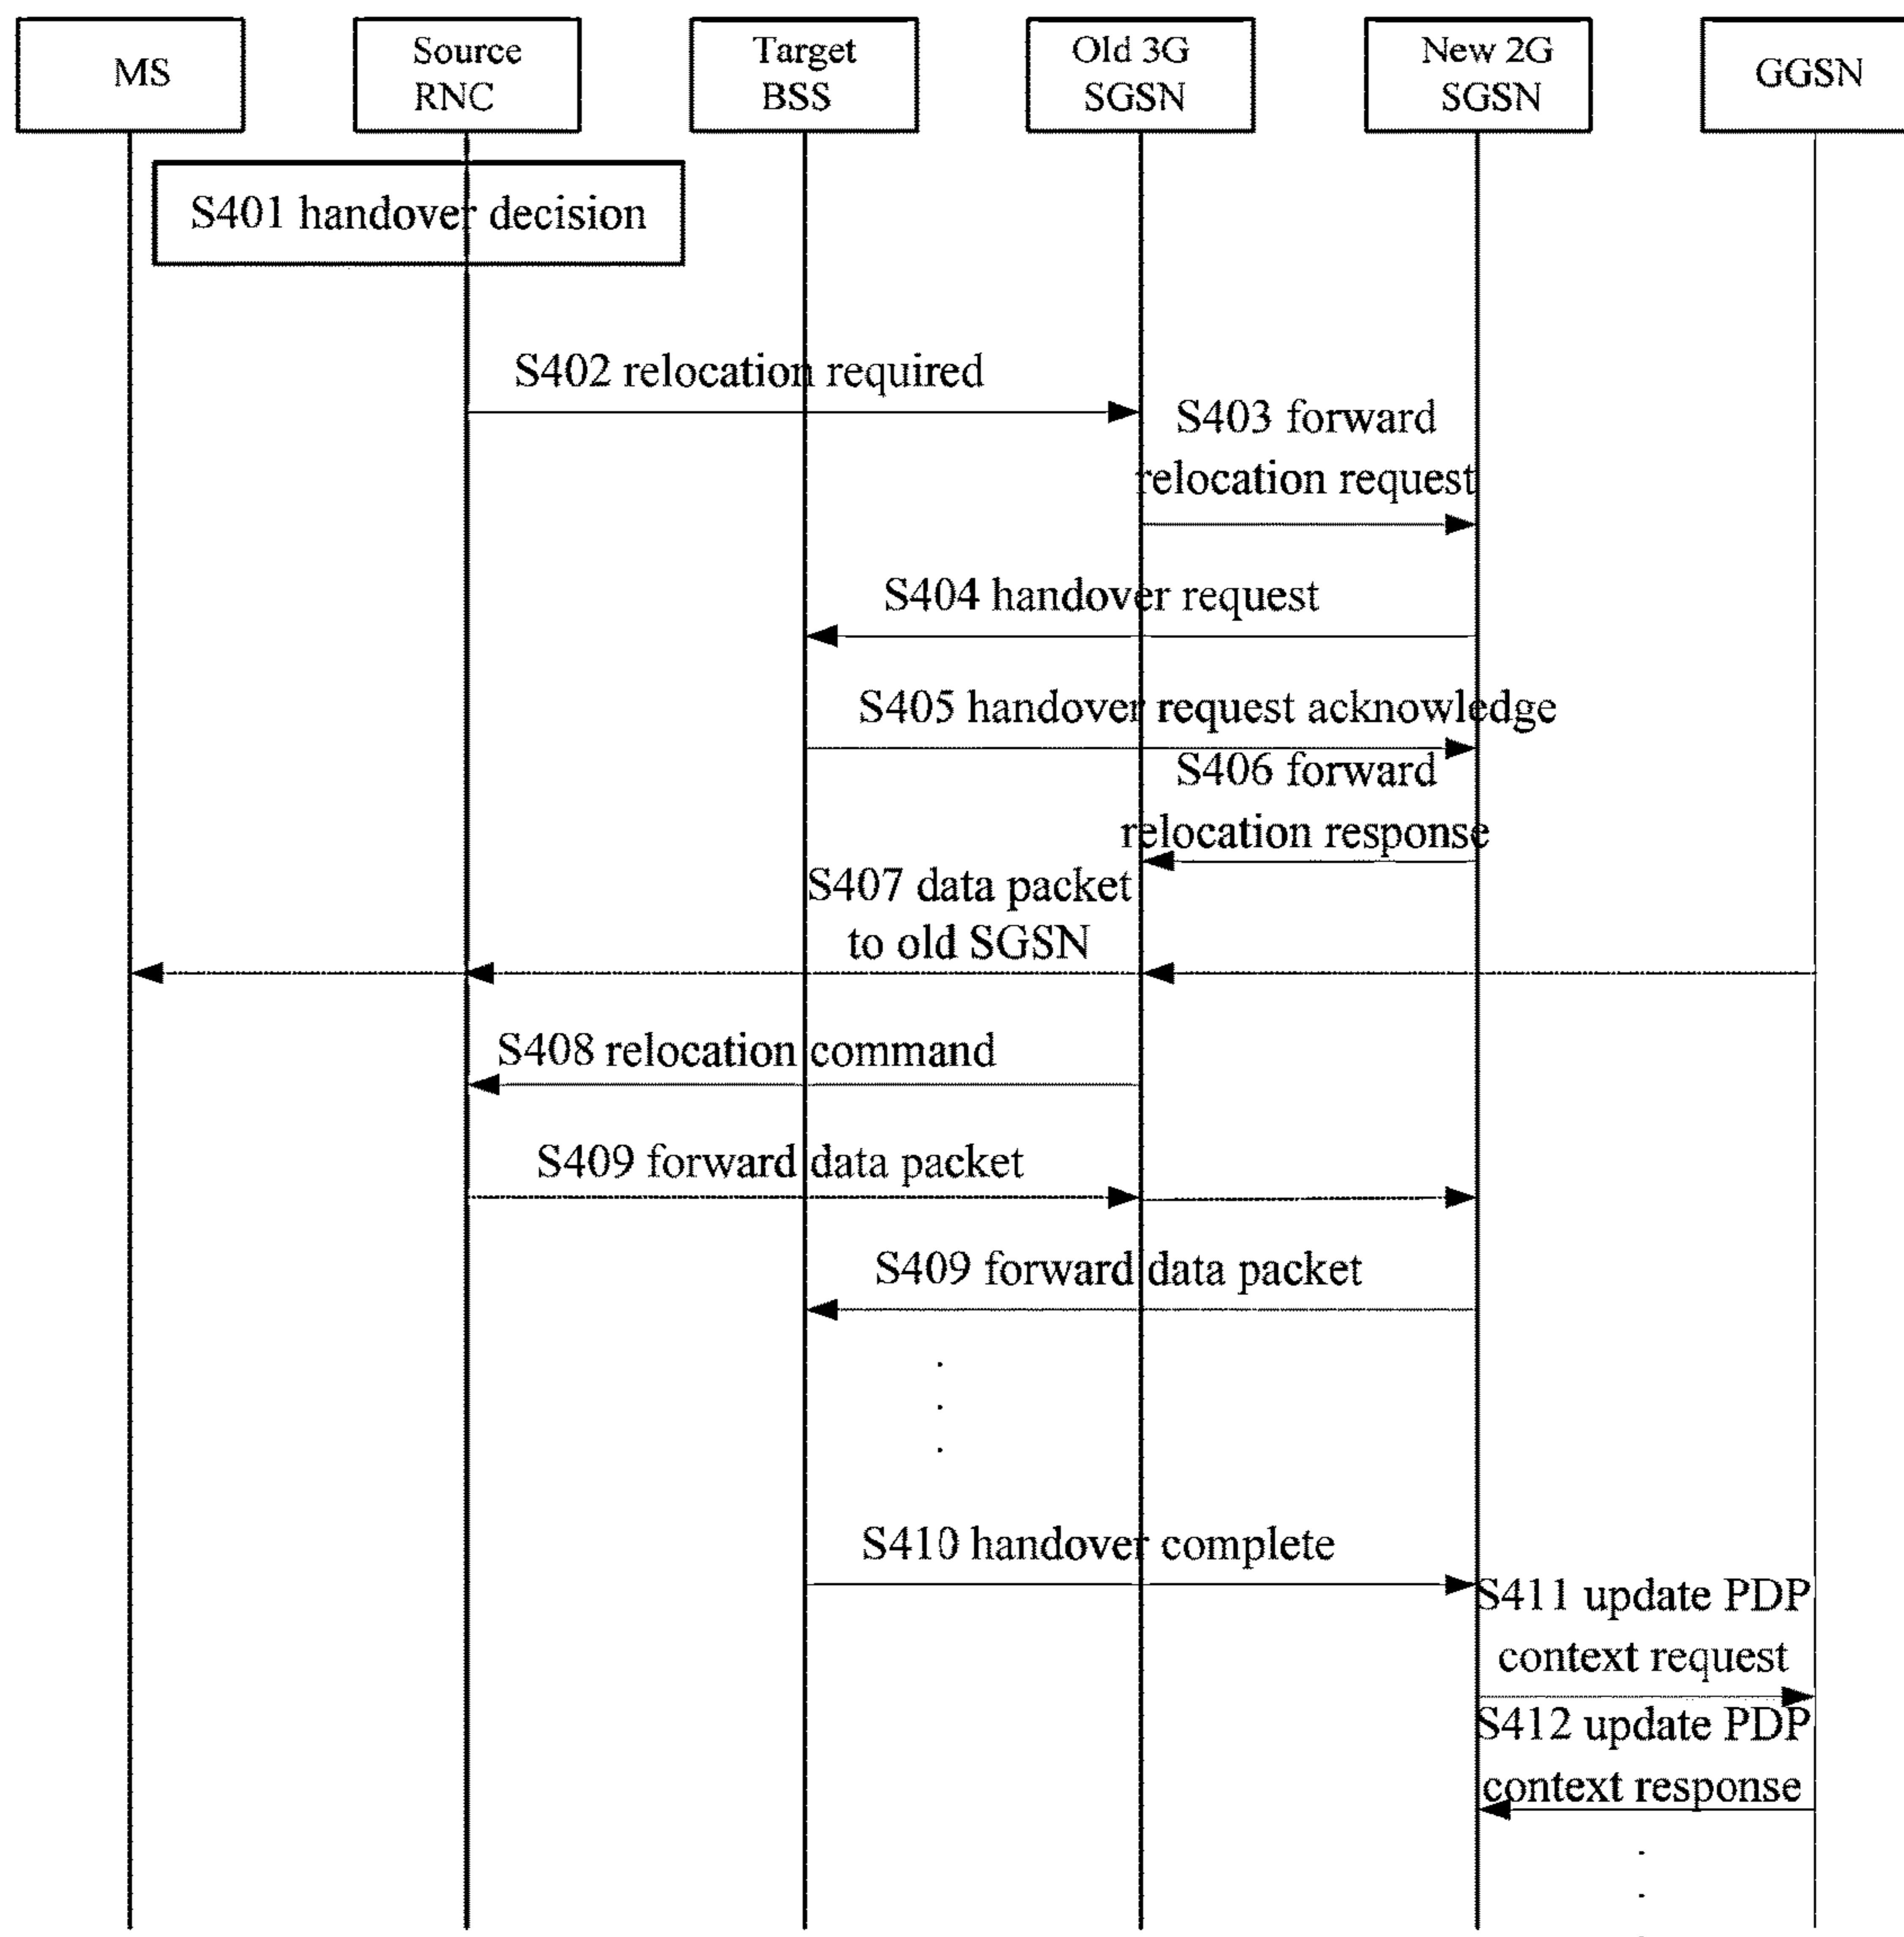 MS
Source
RNC
Target
BSS
Old 3G
SGSN
New 2G
SGSN
GGSN
S401 handover decision
S402 relocation required
S403 forward
relocation request
S404 handover request
S405 handover request acknowledge
S406 forward
relocation response
S407 data packet
to old SGSN
S408 relocation command
S409 forward data packet
S409 forward data packet
S410 handover complete
S411 update PDP
context request
S412 update PDP
context response